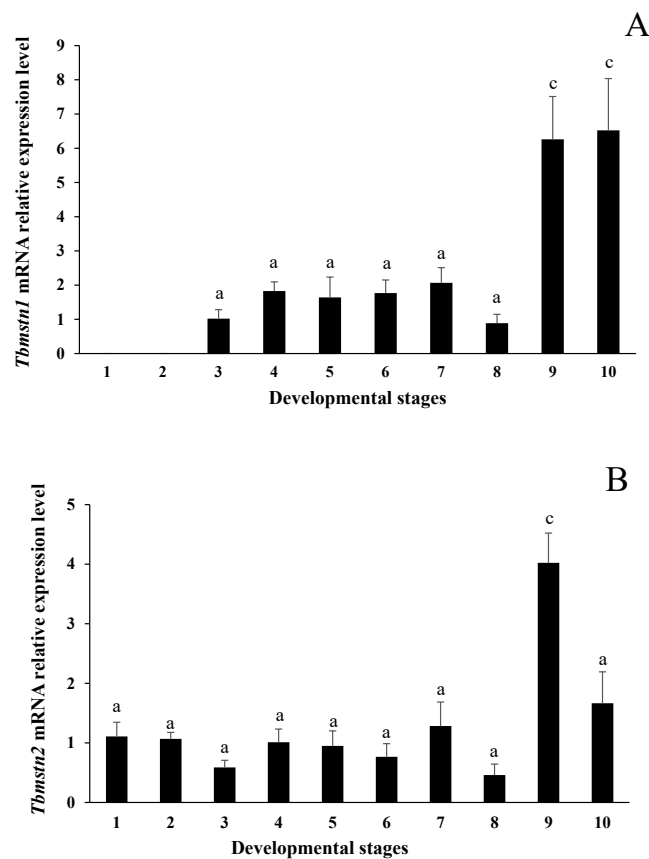 A
Tbmstn1 mRNA relative expression level
9
8
7
6
5
4
3
2
1
0
a
a
a
a
a
a
c
c
1 2 3 4 5 6 7 8 9 10
Developmental stages
B
Tbmstn2 mRNA relative expression level
5
4
3
2
1
0
a
a
a
a
a
a
a
a
c
a
1 2 3 4 5 6 7 8 9 10
Developmental stages